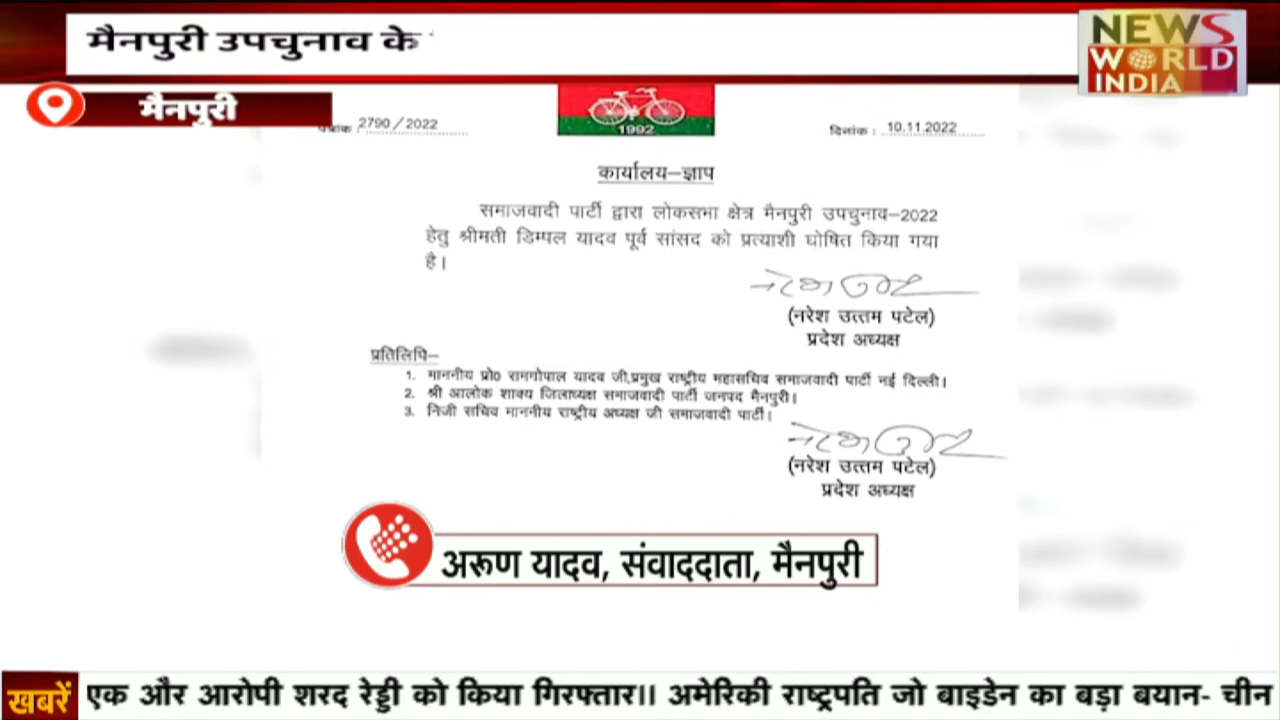 मैनपुरी उपचुनाव के
NEWS
WORLD
INDIA
मैनपुरी
पत्रांक : 2790/2022
1992
दिनांक : 10.11.2022
कार्यालय–ज्ञाप
समाजवादी पार्टी द्वारा लोकसभा क्षेत्र मैनपुरी उपचुनाव–2022
हेतु श्रीमती डिम्पल यादव पूर्व सांसद को प्रत्याशी घोषित किया गया
है।
(नरेश उत्तम पटेल)
प्रदेश अध्यक्ष
प्रतिलिपि–
1. माननीय प्रो0 रामगोपाल यादव जी,प्रमुख राष्ट्रीय महासचिव समाजवादी पार्टी नई दिल्ली।
2. श्री आलोक शाक्य जिलाध्यक्ष समाजवादी पार्टी जनपद मैनपुरी।
3. निजी सचिव माननीय राष्ट्रीय अध्यक्ष जी समाजवादी पार्टी।
(नरेश उत्तम पटेल)
प्रदेश अध्यक्ष
अरूण यादव, संवाददाता, मैनपुरी
खबरें एक और आरोपी शरद रेड्डी को किया गिरफ्तार।। अमेरिकी राष्ट्रपति जो बाइडेन का बड़ा बयान- चीन